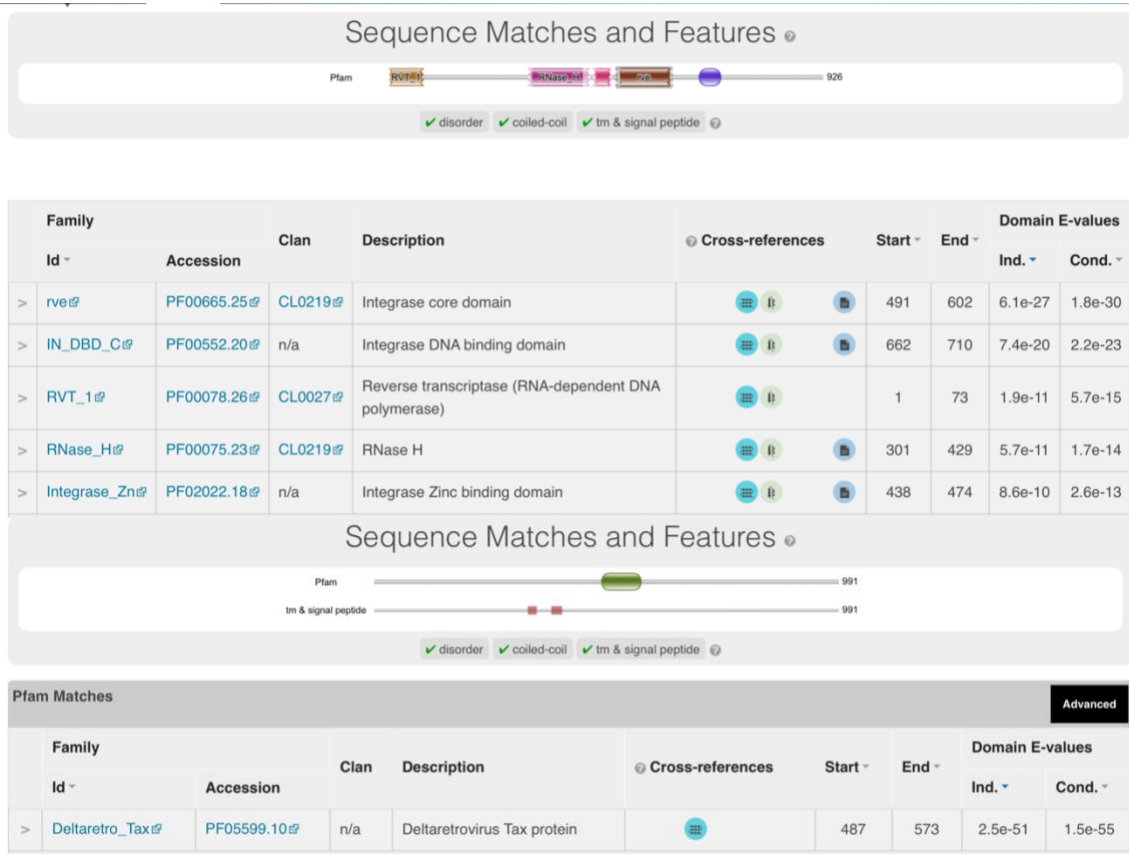 Sequence Matches and Features
Pfam RVT_1 RNase_H rve 926
✔ disorder ✔ coiled-coil ✔ tm & signal peptide
Family Clan Description Cross-references Start End Domain E-values
Id Accession Ind. Cond.
> rve PF00665.25 CL0219 Integrase core domain 491 602 6.1e-27 1.8e-30
> IN_DBD_C PF00552.20 n/a Integrase DNA binding domain 662 710 7.4e-20 2.2e-23
> RVT_1 PF00078.26 CL0027 Reverse transcriptase (RNA-dependent DNA polymerase) 1 73 1.9e-11 5.7e-15
> RNase_H PF00075.23 CL0219 RNase H 301 429 5.7e-11 1.7e-14
> Integrase_Zn PF02022.18 n/a Integrase Zinc binding domain 438 474 8.6e-10 2.6e-13
Sequence Matches and Features
Pfam 991
tm & signal peptide 991
✔ disorder ✔ coiled-coil ✔ tm & signal peptide
Pfam Matches Advanced
Family Clan Description Cross-references Start End Domain E-values
Id Accession Ind. Cond.
> Deltaretro_Tax PF05599.10 n/a Deltaretrovirus Tax protein 487 573 2.5e-51 1.5e-55